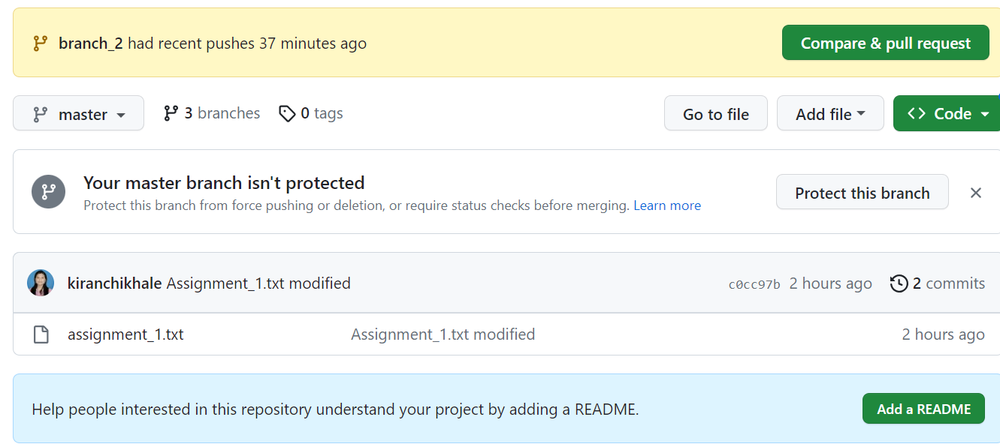 branch_2 had recent pushes 37 minutes ago Compare & pull request
master 3 branches 0 tags Go to file Add file Code
Your master branch isn't protected
Protect this branch from force pushing or deletion, or require status checks before merging. Learn more Protect this branch
kiranchikhale Assignment_1.txt modified c0cc97b 2 hours ago 2 commits
assignment_1.txt Assignment_1.txt modified 2 hours ago
Help people interested in this repository understand your project by adding a README. Add a README